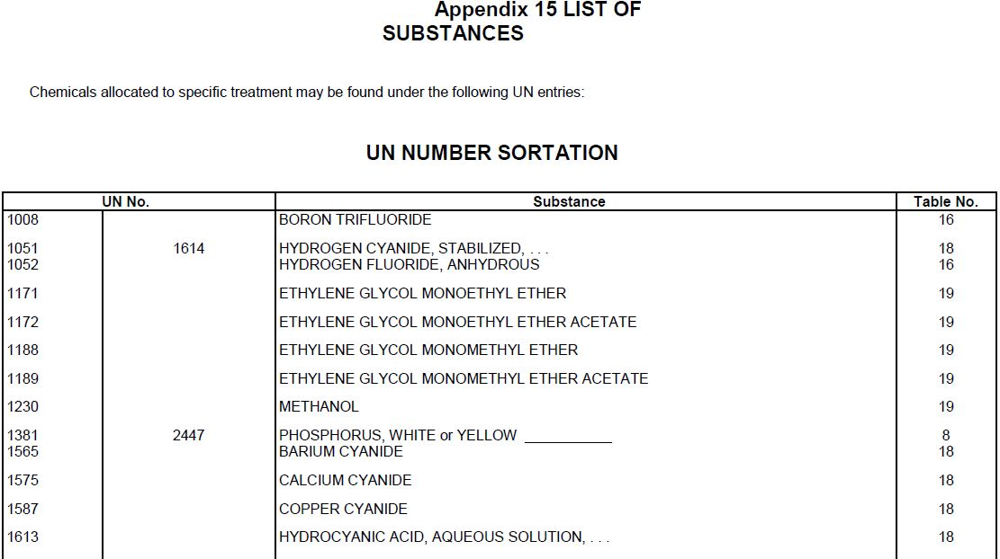 Appendix 15 LIST OF
SUBSTANCES
Chemicals allocated to specific treatment may be found under the following UN entries:
UN NUMBER SORTATION
UN No. Substance Table No.
1008 BORON TRIFLUORIDE 16
1051 1614 HYDROGEN CYANIDE, STABILIZED, . . . 18
1052 HYDROGEN FLUORIDE, ANHYDROUS 16
1171 ETHYLENE GLYCOL MONOETHYL ETHER 19
1172 ETHYLENE GLYCOL MONOETHYL ETHER ACETATE 19
1188 ETHYLENE GLYCOL MONOMETHYL ETHER 19
1189 ETHYLENE GLYCOL MONOMETHYL ETHER ACETATE 19
1230 METHANOL 19
1381 2447 PHOSPHORUS, WHITE or YELLOW ___________ 8
1565 BARIUM CYANIDE 18
1575 CALCIUM CYANIDE 18
1587 COPPER CYANIDE 18
1613 HYDROCYANIC ACID, AQUEOUS SOLUTION, . . . 18